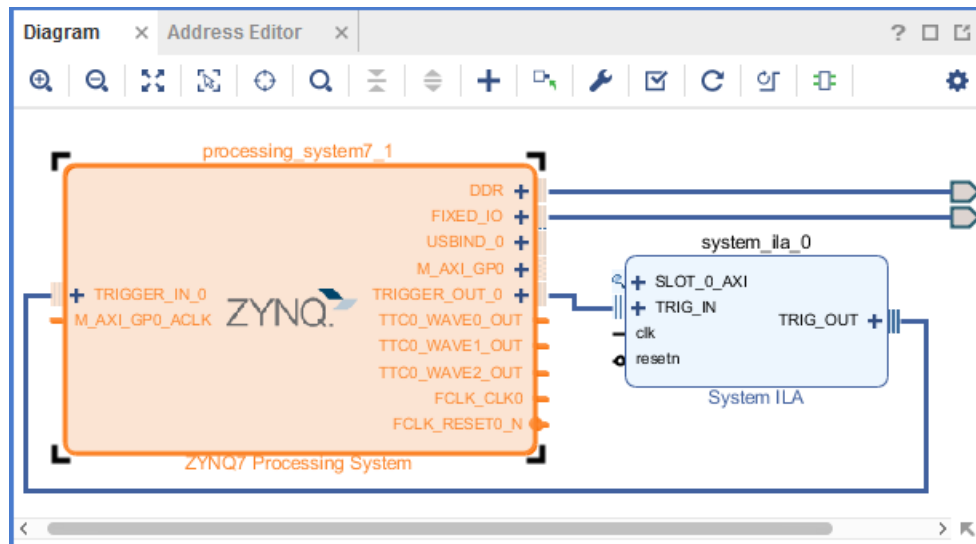 Diagram × Address Editor × ?
processing_system7_1
DDR
FIXED_IO
USBIND_0
M_AXI_GP0
TRIGGER_IN_0
TRIGGER_OUT_0
M_AXI_GP0_ACLK
ZYNQ.
TTC0_WAVE0_OUT
TTC0_WAVE1_OUT
TTC0_WAVE2_OUT
FCLK_CLK0
FCLK_RESET0_N
ZYNQ7 Processing System
system_ila_0
SLOT_0_AXI
TRIG_IN
TRIG_OUT
clk
resetn
System ILA